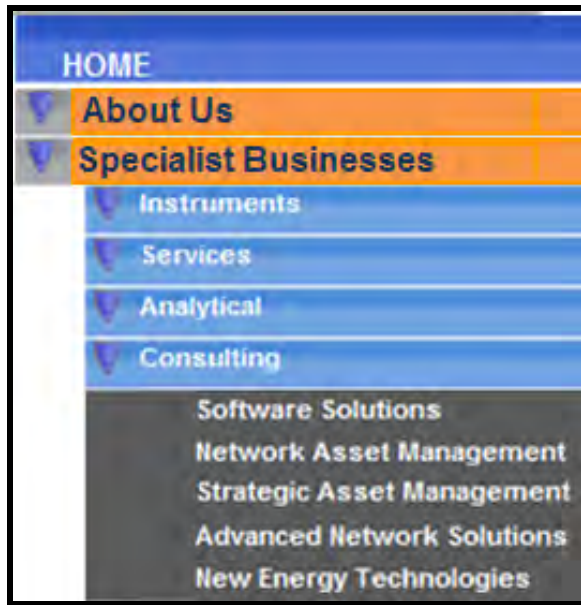 HOME
About Us
Specialist Businesses
Instruments
Services
Analytical
Consulting
Software Solutions
Network Asset Management
Strategic Asset Management
Advanced Network Solutions
New Energy Technologies